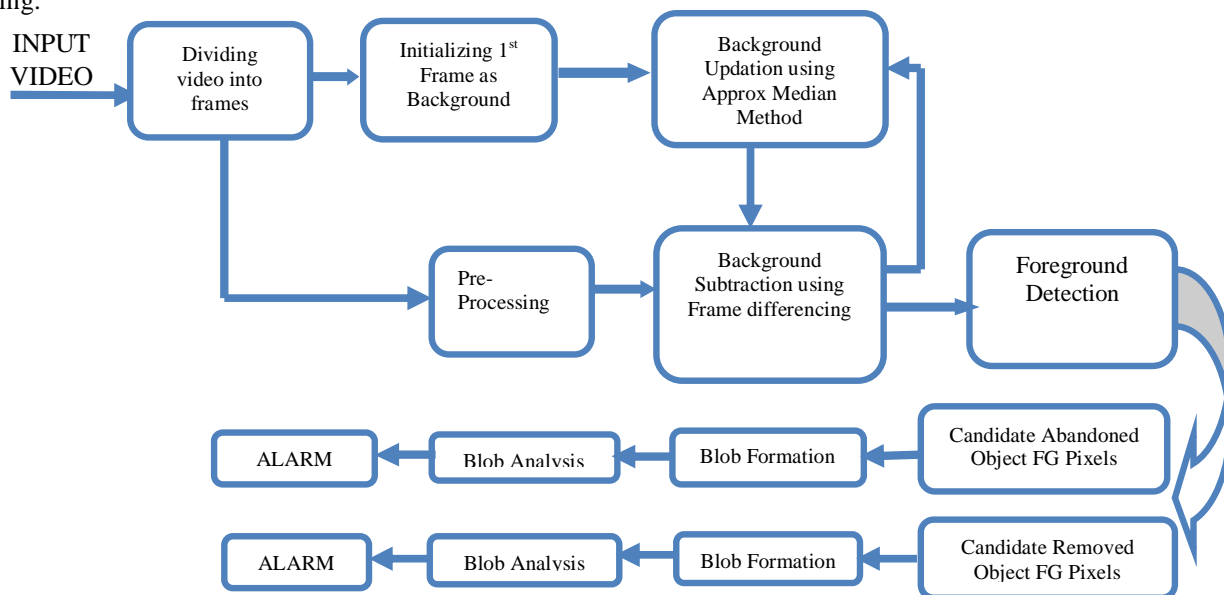 ing.
INPUT
VIDEO
Dividing
video into
frames
Initializing 1st
Frame as
Background
Background
Updation using
Approx Median
Method
Pre-
Processing
Background
Subtraction using
Frame differencing
Foreground
Detection
Candidate Abandoned
Object FG Pixels
Blob Formation
Blob Analysis
ALARM
Candidate Removed
Object FG Pixels
Blob Formation
Blob Analysis
ALARM